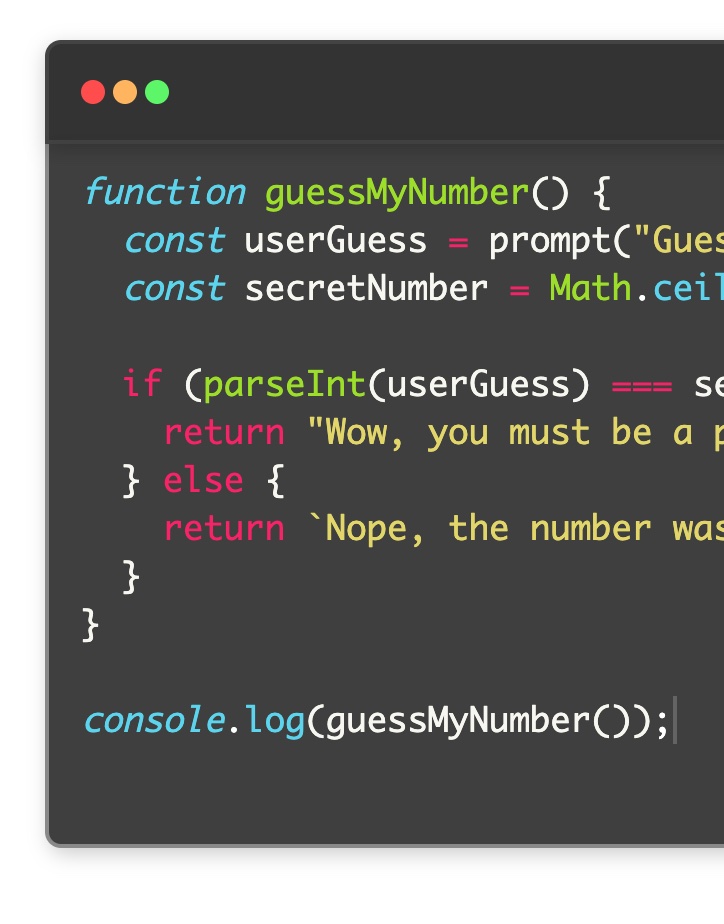 function guessMyNumber() {
  const userGuess = prompt("Gues
  const secretNumber = Math.ceil
  if (parseInt(userGuess) === se
    return "Wow, you must be a p
  } else {
    return `Nope, the number was
  }
}
console.log(guessMyNumber());